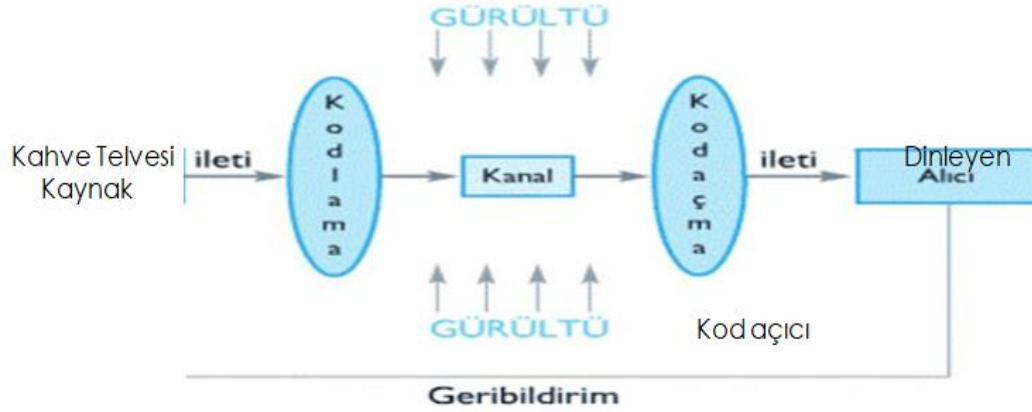 GÜRÜLTÜ
Kahve Telvesi
Kaynak
ileti
Kodlama
Kanal
Kodaçma
ileti
Dinleyen
Alıcı
GÜRÜLTÜ
Kod açıcı
Geribildirim